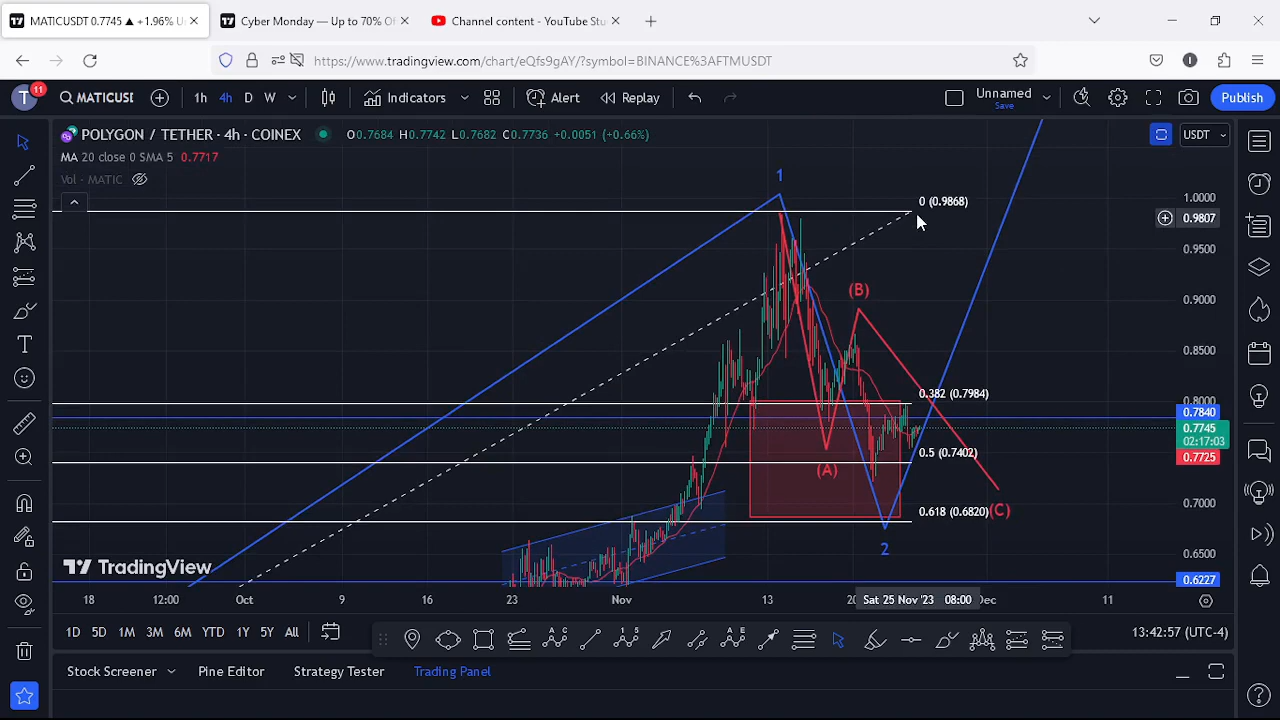 MATICUSDT 0.7745 ▲ +1.96% U
Cyber Monday — Up to 70% Of
Channel content - YouTube Stu
https://www.tradingview.com/chart/eQfs9gAY/?symbol=BINANCE%3AFTMUSDT
T
11
MATICUSI
1h
4h
D
W
Indicators
Alert
Replay
Unnamed
Save
Publish
POLYGON / TETHER · 4h · COINEX
O0.7684 H0.7742 L0.7682 C0.7736 +0.0051 (+0.66%)
USDT
MA 20 close 0 SMA 5 0.7717
Vol · MATIC
1
0 (0.9868)
1.0000
0.9807
0.9500
(B)
0.9000
0.8500
0.382 (0.7984)
0.8000
0.7840
0.7745
02:17:03
0.5 (0.7402)
0.7725
(A)
0.618 (0.6820)
(C)
0.7000
2
0.6500
TradingView
0.6227
18
12:00
Oct
9
16
23
Nov
13
20
Sat 25 Nov '23 08:00
Dec
11
1D
5D
1M
3M
6M
YTD
1Y
5Y
All
13:42:57 (UTC-4)
Stock Screener
Pine Editor
Strategy Tester
Trading Panel